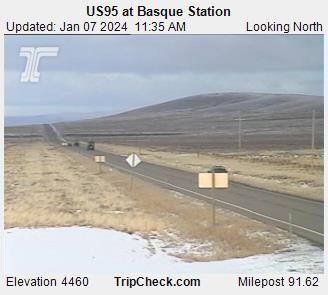 US95 at Basque Station
Updated: Jan 07 2024 11:35 AM Looking North
Elevation 4460 TripCheck.com Milepost 91.62